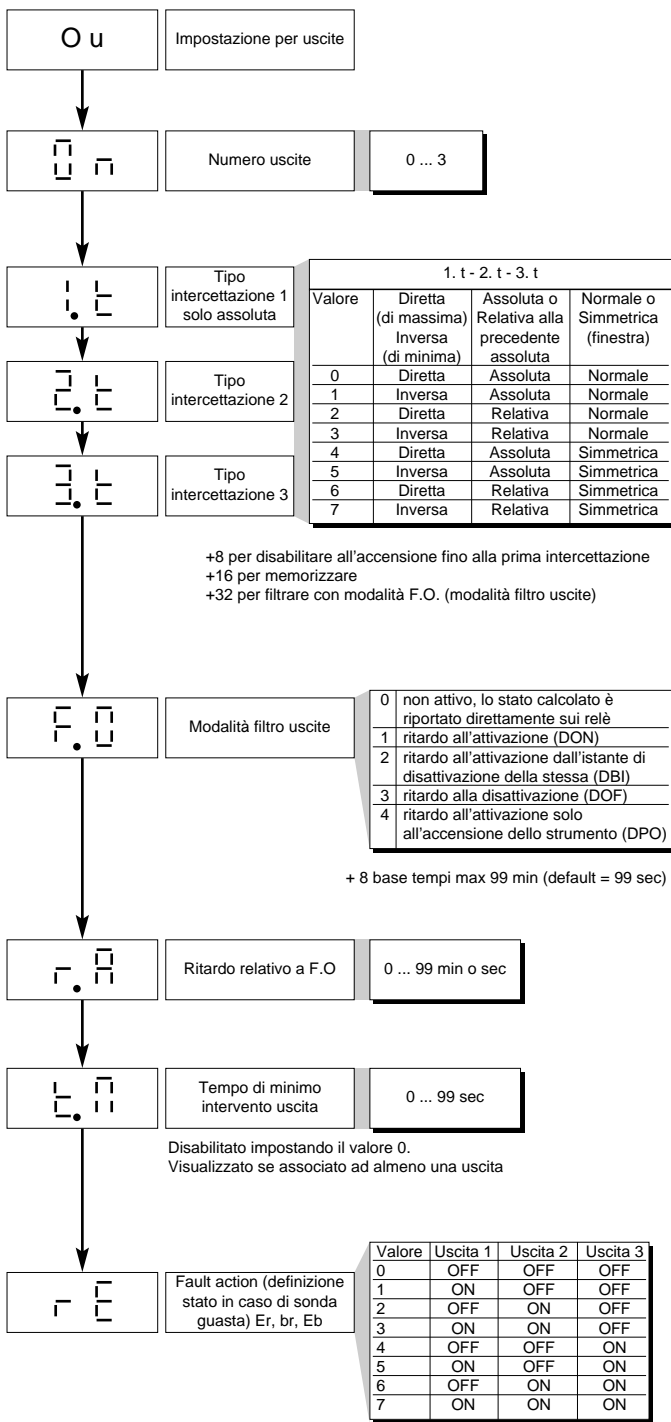 O u
Impostazione per uscite
0 n
Numero uscite
0 ... 3
1. t
Tipo
intercettazione 1
solo assoluta
2. t
Tipo
intercettazione 2
3. t
Tipo
intercettazione 3
1. t - 2. t - 3. t
Valore Diretta (di massima) Inversa (di minima) Assoluta o Relativa alla precedente assoluta Normale o Simmetrica (finestra)
0 Diretta Assoluta Normale
1 Inversa Assoluta Normale
2 Diretta Relativa Normale
3 Inversa Relativa Normale
4 Diretta Assoluta Simmetrica
5 Inversa Assoluta Simmetrica
6 Diretta Relativa Simmetrica
7 Inversa Relativa Simmetrica
+8 per disabilitare all'accensione fino alla prima intercettazione
+16 per memorizzare
+32 per filtrare con modalità F.O. (modalità filtro uscite)
F.0
Modalità filtro uscite
0 non attivo, lo stato calcolato è
riportato direttamente sui relè
1 ritardo all'attivazione (DON)
2 ritardo all'attivazione dall'istante di
disattivazione della stessa (DBI)
3 ritardo alla disattivazione (DOF)
4 ritardo all'attivazione solo
all'accensione dello strumento (DPO)
+ 8 base tempi max 99 min (default = 99 sec)
r.A
Ritardo relativo a F.O
0 ... 99 min o sec
t.M
Tempo di minimo
intervento uscita
0 ... 99 sec
Disabilitato impostando il valore 0.
Visualizzato se associato ad almeno una uscita
r E
Fault action (definizione
stato in caso di sonda
guasta) Er, br, Eb
Valore Uscita 1 Uscita 2 Uscita 3
0 OFF OFF OFF
1 ON OFF OFF
2 OFF ON OFF
3 ON ON OFF
4 OFF OFF ON
5 ON OFF ON
6 OFF ON ON
7 ON ON ON